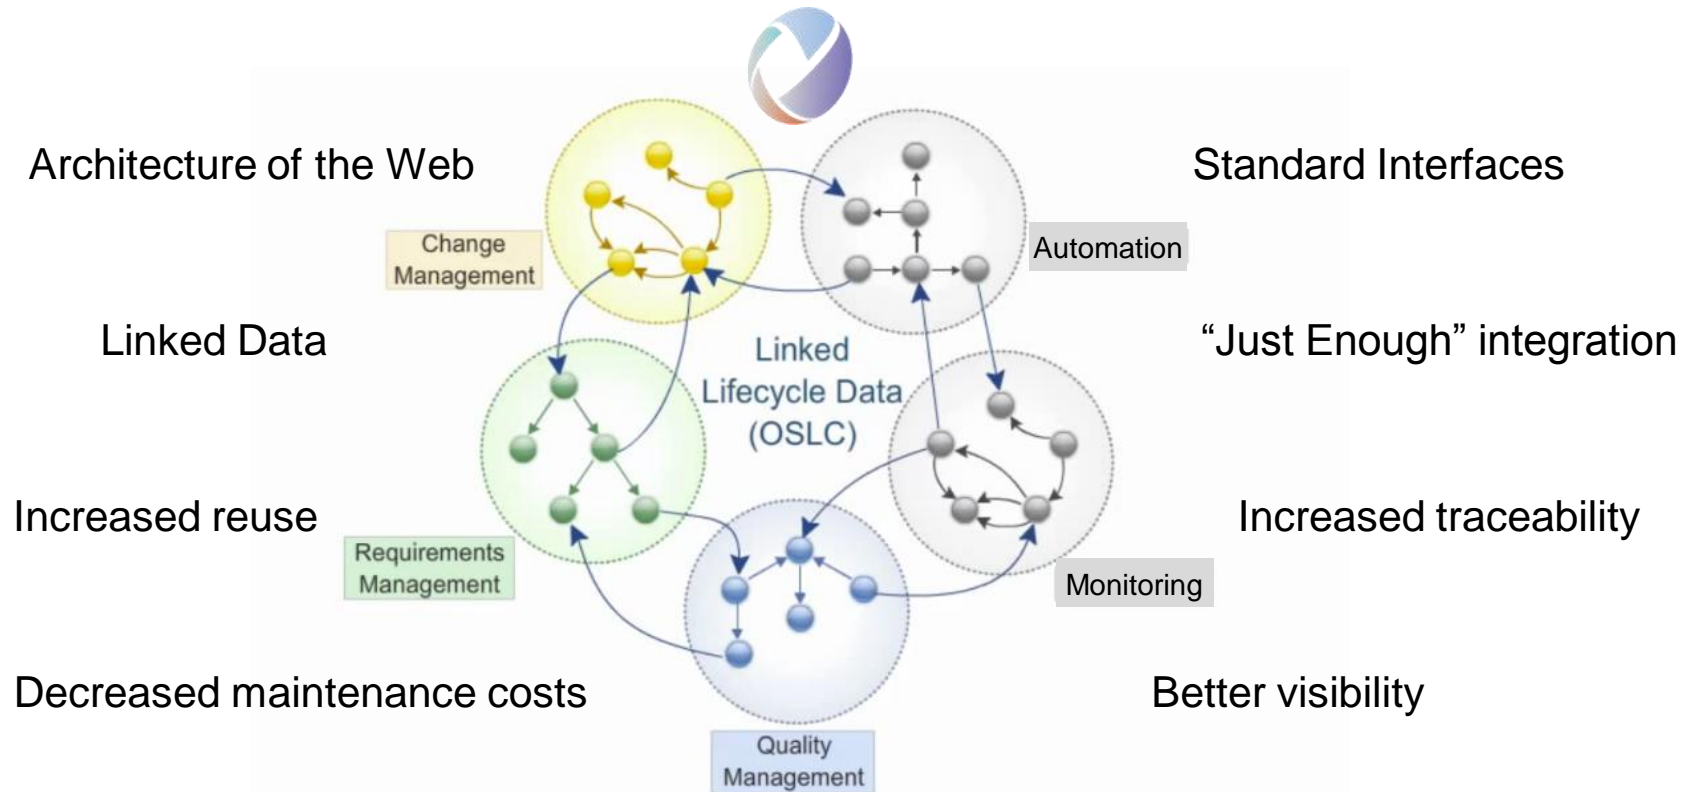 Architecture of the Web
Standard Interfaces
Change
Management
Automation
Linked Data
“Just Enough” integration
Linked
Lifecycle Data
(OSLC)
Increased reuse
Increased traceability
Requirements
Management
Monitoring
Decreased maintenance costs
Better visibility
Quality
Management